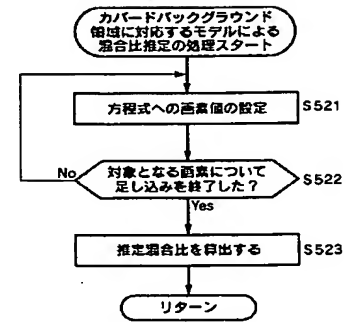 カバードバックグラウンド
領域に対応するモデルによる
混合比推定の処理スタート
方程式への画素値の設定
S521
No
対象となる画素について
足し込みを終了した？
S522
Yes
推定混合比を算出する
S523
リターン